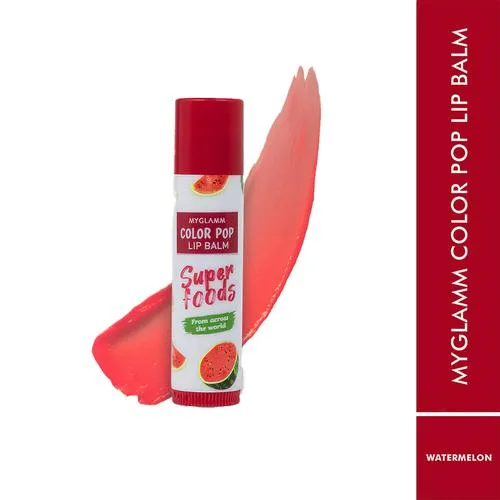 MYGLAMM
COLOR POP
LIP BALM
Super
foods
From across
the world
MYGLAMM COLOR POP LIP BALM
WATERMELON